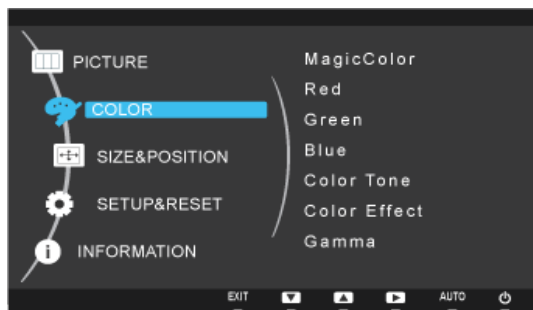 PICTURE
COLOR
SIZE&POSITION
SETUP&RESET
INFORMATION
MagicColor
Red
Green
Blue
Color Tone
Color Effect
Gamma
EXIT AUTO